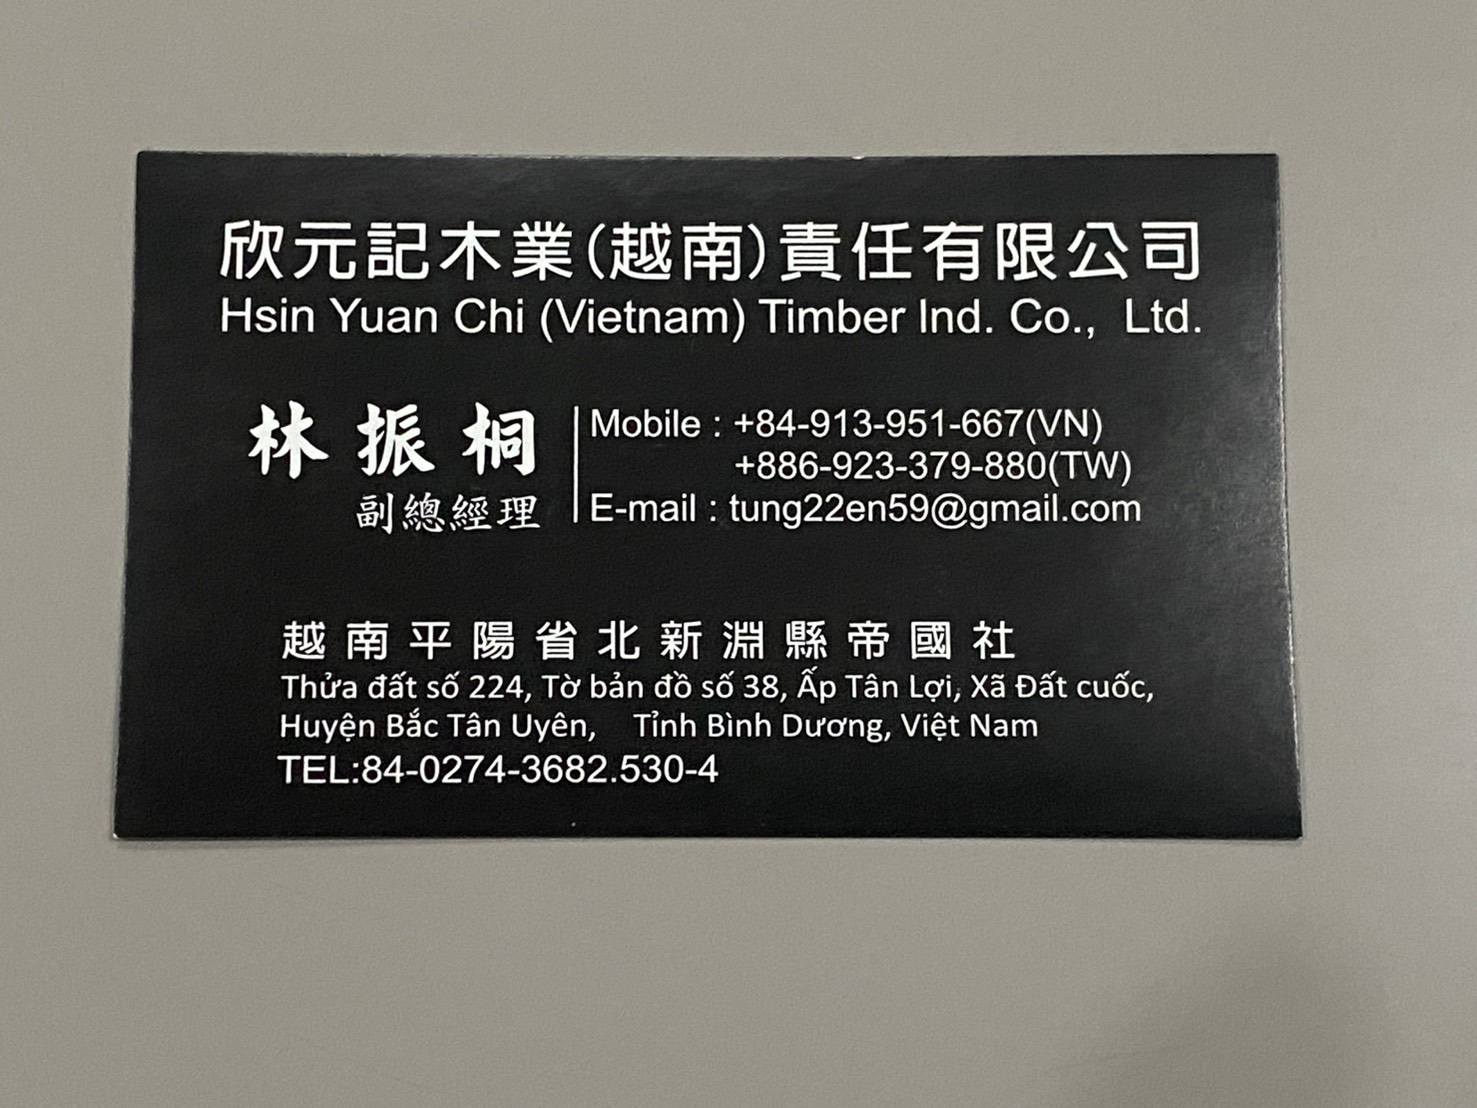 欣元記木業(越南)責任有限公司
Hsin Yuan Chi (Vietnam) Timber Ind. Co., Ltd.
林振桐
副總經理
Mobile : +84-913-951-667(VN)
+886-923-379-880(TW)
E-mail : tung22en59@gmail.com
越南平陽省北新淵縣帝國社
Thửa đất số 224, Tờ bản đồ số 38, Ấp Tân Lợi, Xã Đất cuốc,
Huyện Bắc Tân Uyên, Tỉnh Bình Dương, Việt Nam
TEL:84-0274-3682.530-4